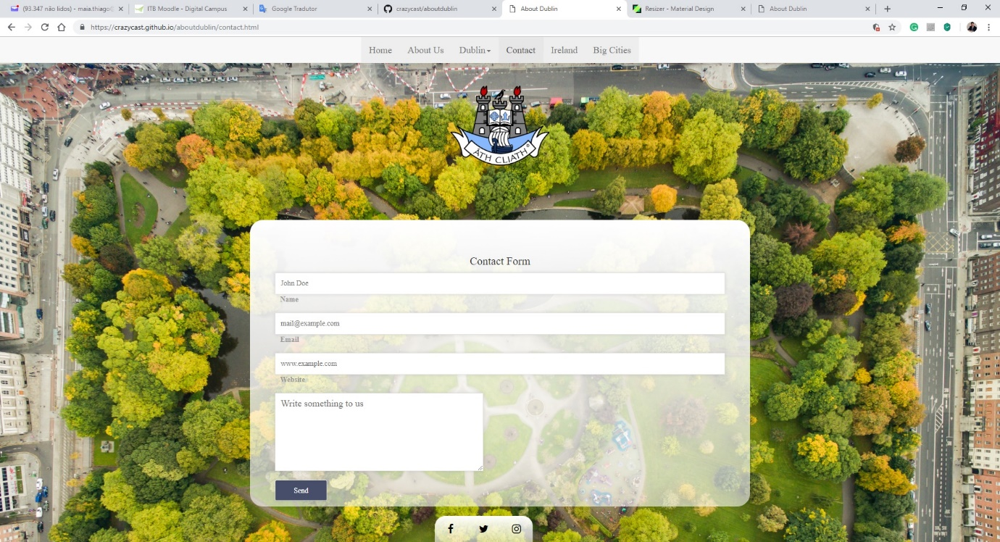 (93.347 não lidos) - maia.thiago
ITB Moodle - Digital Campus
Google Tradutor
crazycast/aboutdublin
About Dublin
Resizer - Material Design
About Dublin
https://crazycast.github.io/aboutdublin/contact.html
Home About Us Dublin Contact Ireland Big Cities
ÁTH CLIATH
Contact Form
John Doe
Name
mail@example.com
Email
www.example.com
Website
Write something to us
Send